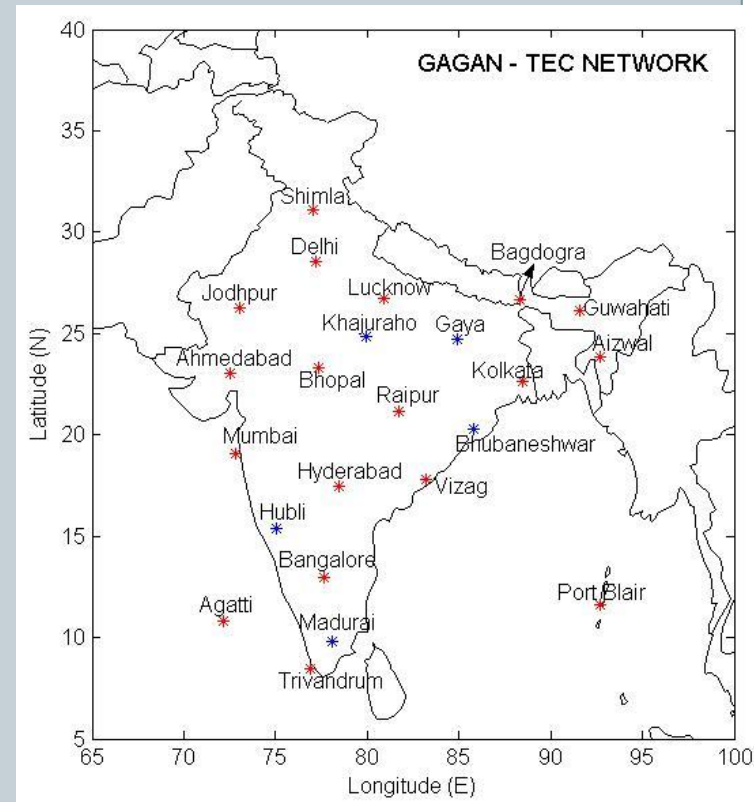 GAGAN - TEC NETWORK
40
35
30
25
20
15
10
5
Latitude (N)
Shimla
Delhi
Bagdogra
Jodhpur
Lucknow
Guwahati
Khajuraho
Gaya
Aizwal
Ahmedabad
Bhopal
Kolkata
Raipur
Mumbai
Bhubaneshwar
Hyderabad
Vizag
Hubli
Bangalore
Agatti
Port Blair
Madurai
Trivandrum
65
70
75
80
85
90
95
100
Longitude (E)